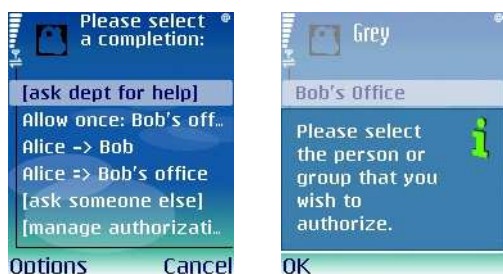 Please select
a completion:
[ask dept for help]
Allow once: Bob's off...
Alice -> Bob
Alice => Bob's office
[ask someone else]
[manage authorizati...
Options Cancel
Grey
Bob's Office
Please select
the person or
group that you
wish to
authorize.
OK